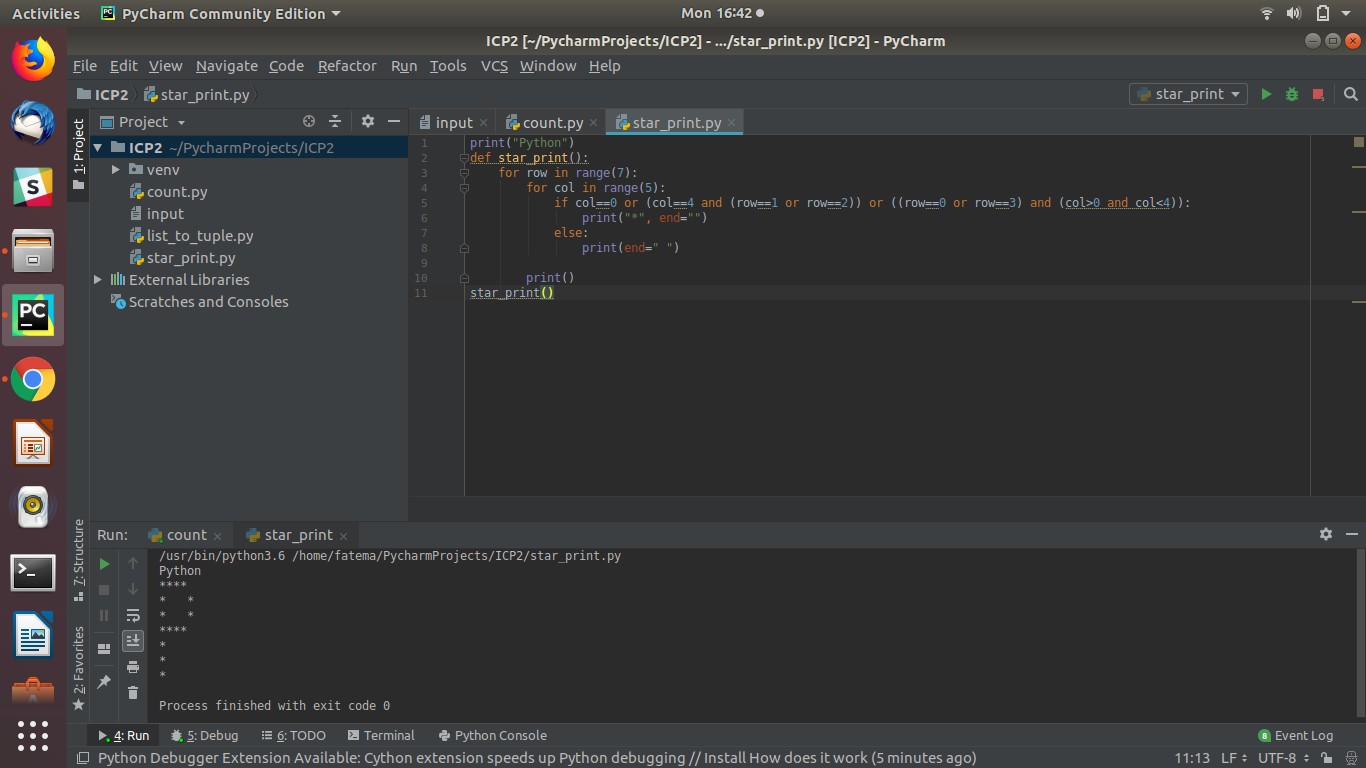 Activities PyCharm Community Edition Mon 16:42
ICP2 [~/PycharmProjects/ICP2] - .../star_print.py [ICP2] - PyCharm
File Edit View Navigate Code Refactor Run Tools VCS Window Help
ICP2 star_print.py star_print
1: Project
Project
ICP2 ~/PycharmProjects/ICP2
venv
count.py
input
list_to_tuple.py
star_print.py
External Libraries
Scratches and Consoles
input count.py star_print.py
1 print("Python")
2 def star_print():
3     for row in range(7):
4         for col in range(5):
5             if col==0 or (col==4 and (row==1 or row==2)) or ((row==0 or row==3) and (col>0 and col<4)):
6                 print("*", end="")
7             else:
8                 print(end=" ")
9
10         print()
11 star_print()
7: Structure
2: Favorites
Run: count star_print
/usr/bin/python3.6 /home/fatema/PycharmProjects/ICP2/star_print.py
Python
****
*   *
*   *
****
*
*
*
Process finished with exit code 0
4: Run 5: Debug 6: TODO Terminal Python Console 8 Event Log
Python Debugger Extension Available: Cython extension speeds up Python debugging // Install How does it work (5 minutes ago) 11:13 LF UTF-8
S
PC
PC
>_